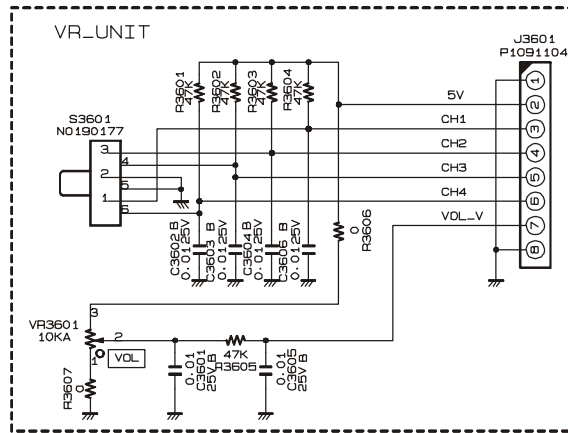 VR_UNIT
J3601
P1091104
R3601
47K
R3602
47K
R3603
47K
R3604
47K
5V
CH1
CH2
CH3
CH4
VOL_V
1
2
3
4
5
6
7
8
S3601
N0190177
3
4
2
5
1
6
C3602 B
0.01 25V
C3603 B
0.01 25V
C3604 B
0.01 25V
C3606 B
0.01 25V
0
R3606
3
VR3601
10KA
2
1
VOL
R3607
0
47K
R3605
0.01
C3601
25V B
0.01
C3605
25V B